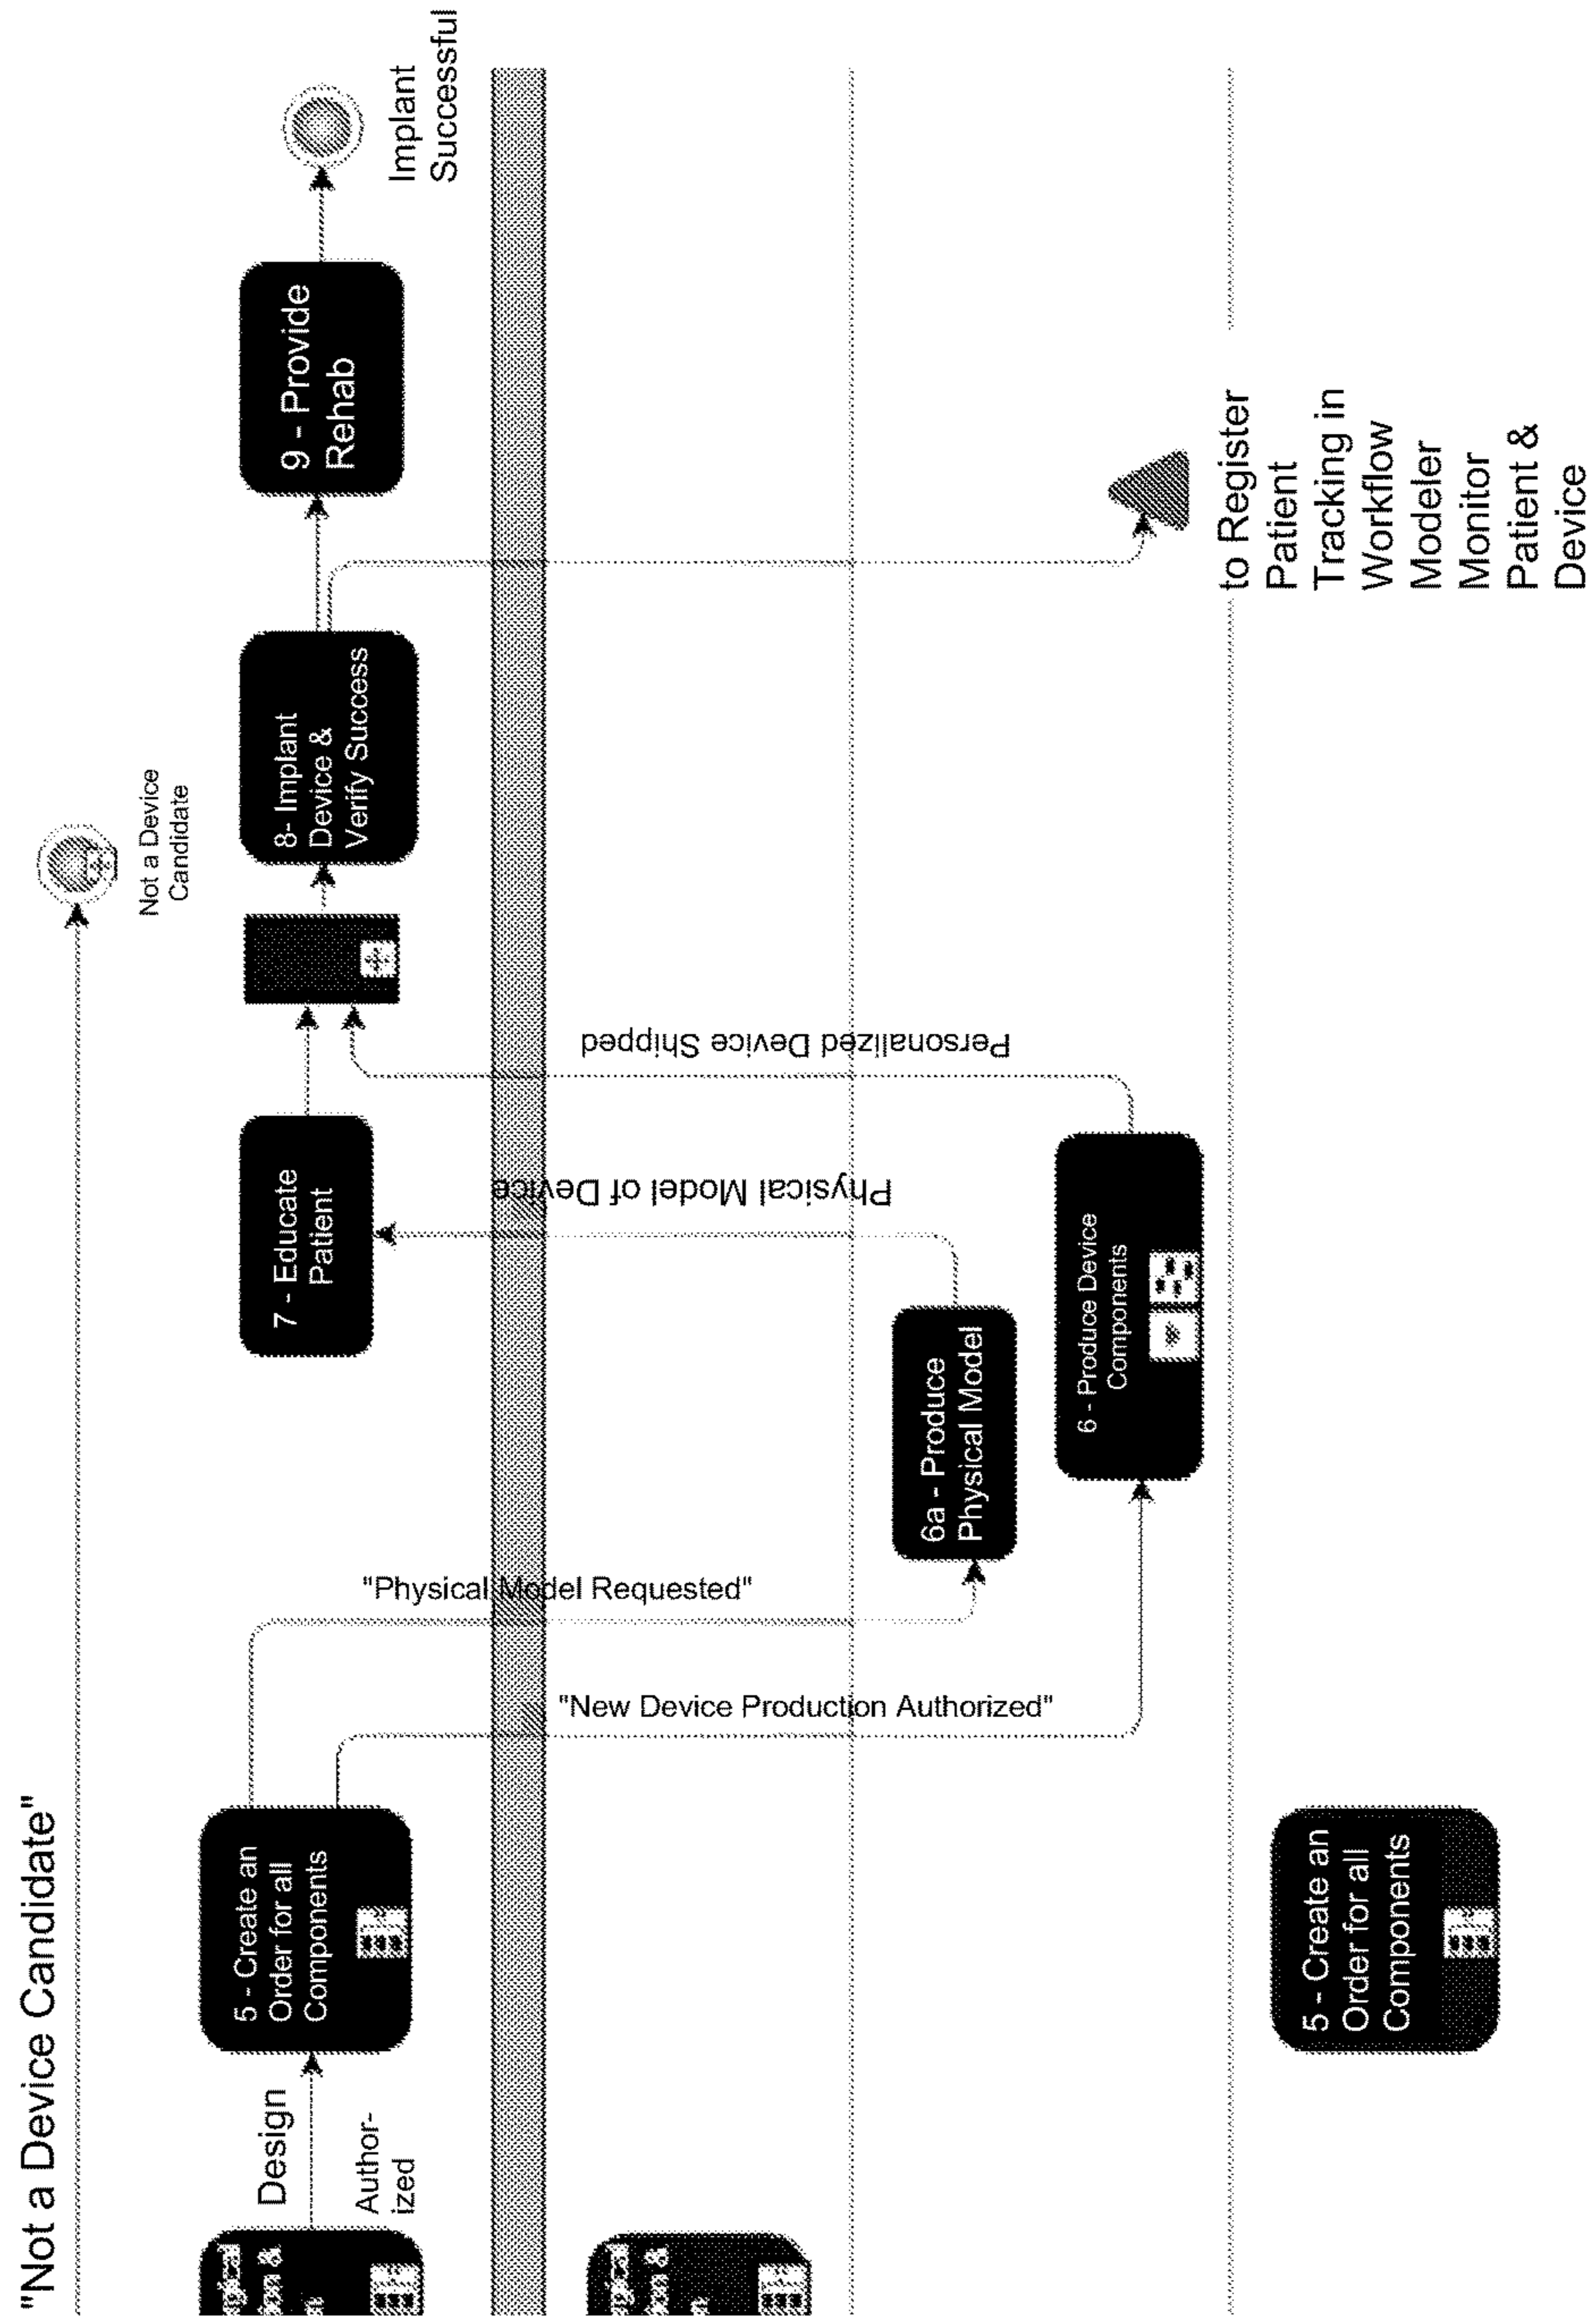 "Not a Device Candidate"
Not a Device
Candidate
Design
Author-
ized
5 - Create an
Order for all
Components
"Physical Model Requested"
"New Device Production Authorized"
7 - Educate
Patient
Physical Model of Device
Personalized Device Shipped
8- Implant
Device &
Verify Success
9 - Provide
Rehab
Implant
Successful
6a - Produce
Physical Model
6 - Produce Device
Components
to Register
Patient
Tracking in
Workflow
Modeler
Monitor
Patient &
Device
5 - Create an
Order for all
Components